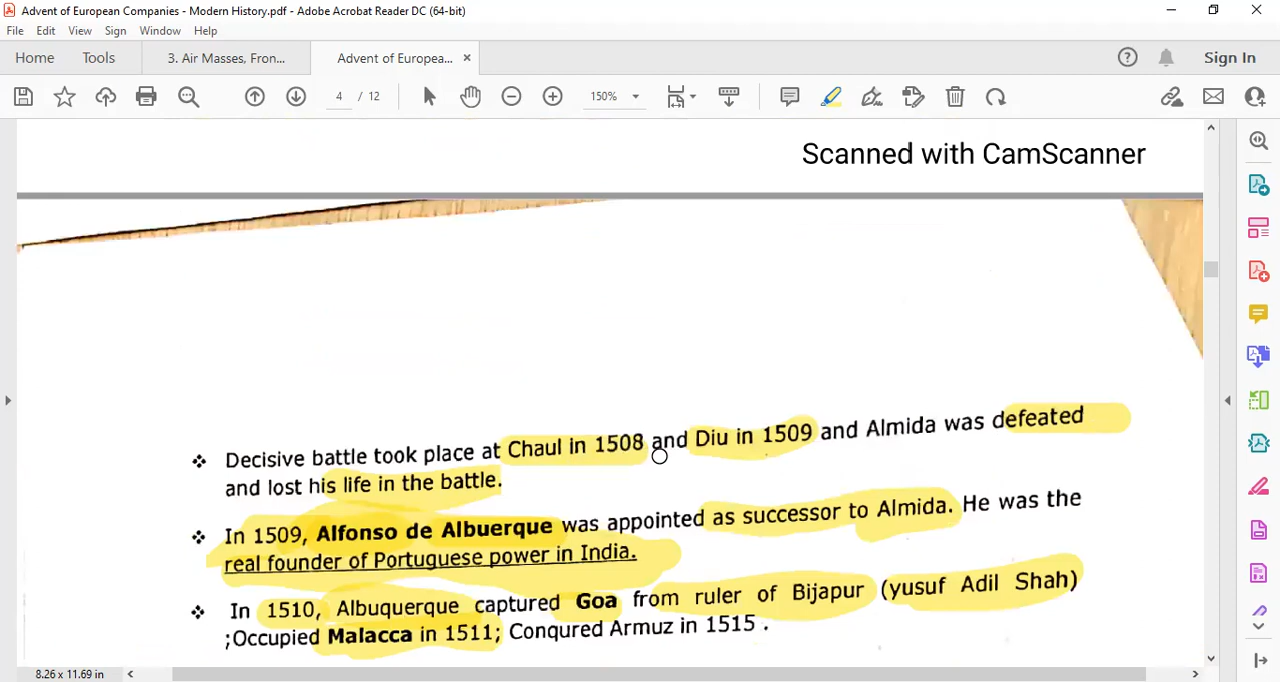 Advent of European Companies - Modern History.pdf - Adobe Acrobat Reader DC (64-bit)
File Edit View Sign Window Help
Home Tools 3. Air Masses, Fron... Advent of Europea... × Sign In
4 / 12 150%
Scanned with CamScanner
❖ Decisive battle took place at Chaul in 1508 and Diu in 1509 and Almida was defeated
and lost his life in the battle.
❖ In 1509, Alfonso de Albuerque was appointed as successor to Almida. He was the
real founder of Portuguese power in India.
❖ In 1510, Albuquerque captured Goa from ruler of Bijapur (yusuf Adil Shah)
;Occupied Malacca in 1511; Conqured Armuz in 1515 .
8.26 x 11.69 in